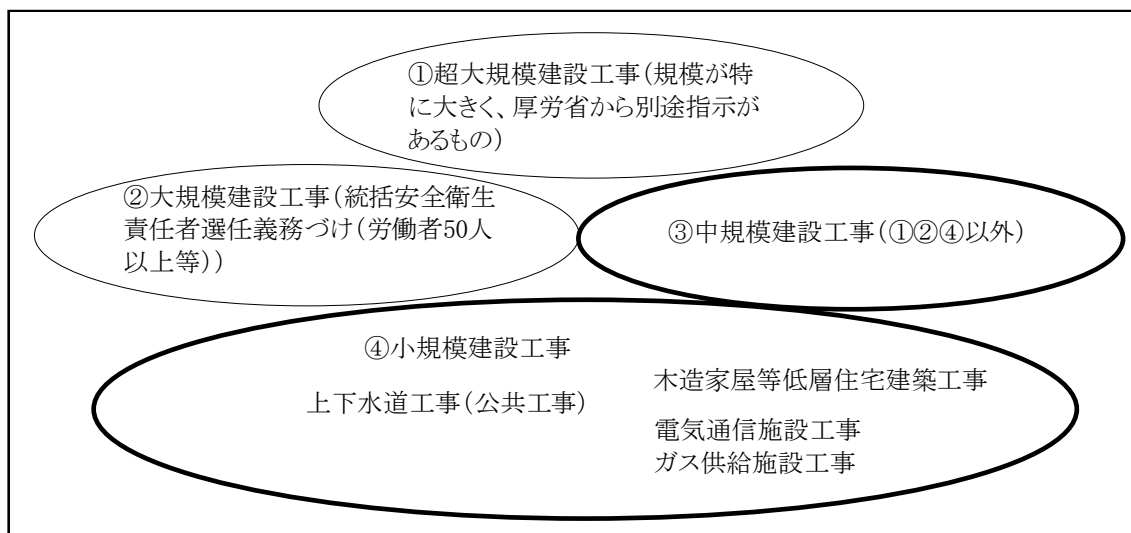 ①超大規模建設工事(規模が特
に大きく、厚労省から別途指示が
あるもの)
②大規模建設工事(統括安全衛生
責任者選任義務づけ(労働者50人
以上等))
③中規模建設工事(①②④以外)
④小規模建設工事
上下水道工事(公共工事)
木造家屋等低層住宅建築工事
電気通信施設工事
ガス供給施設工事